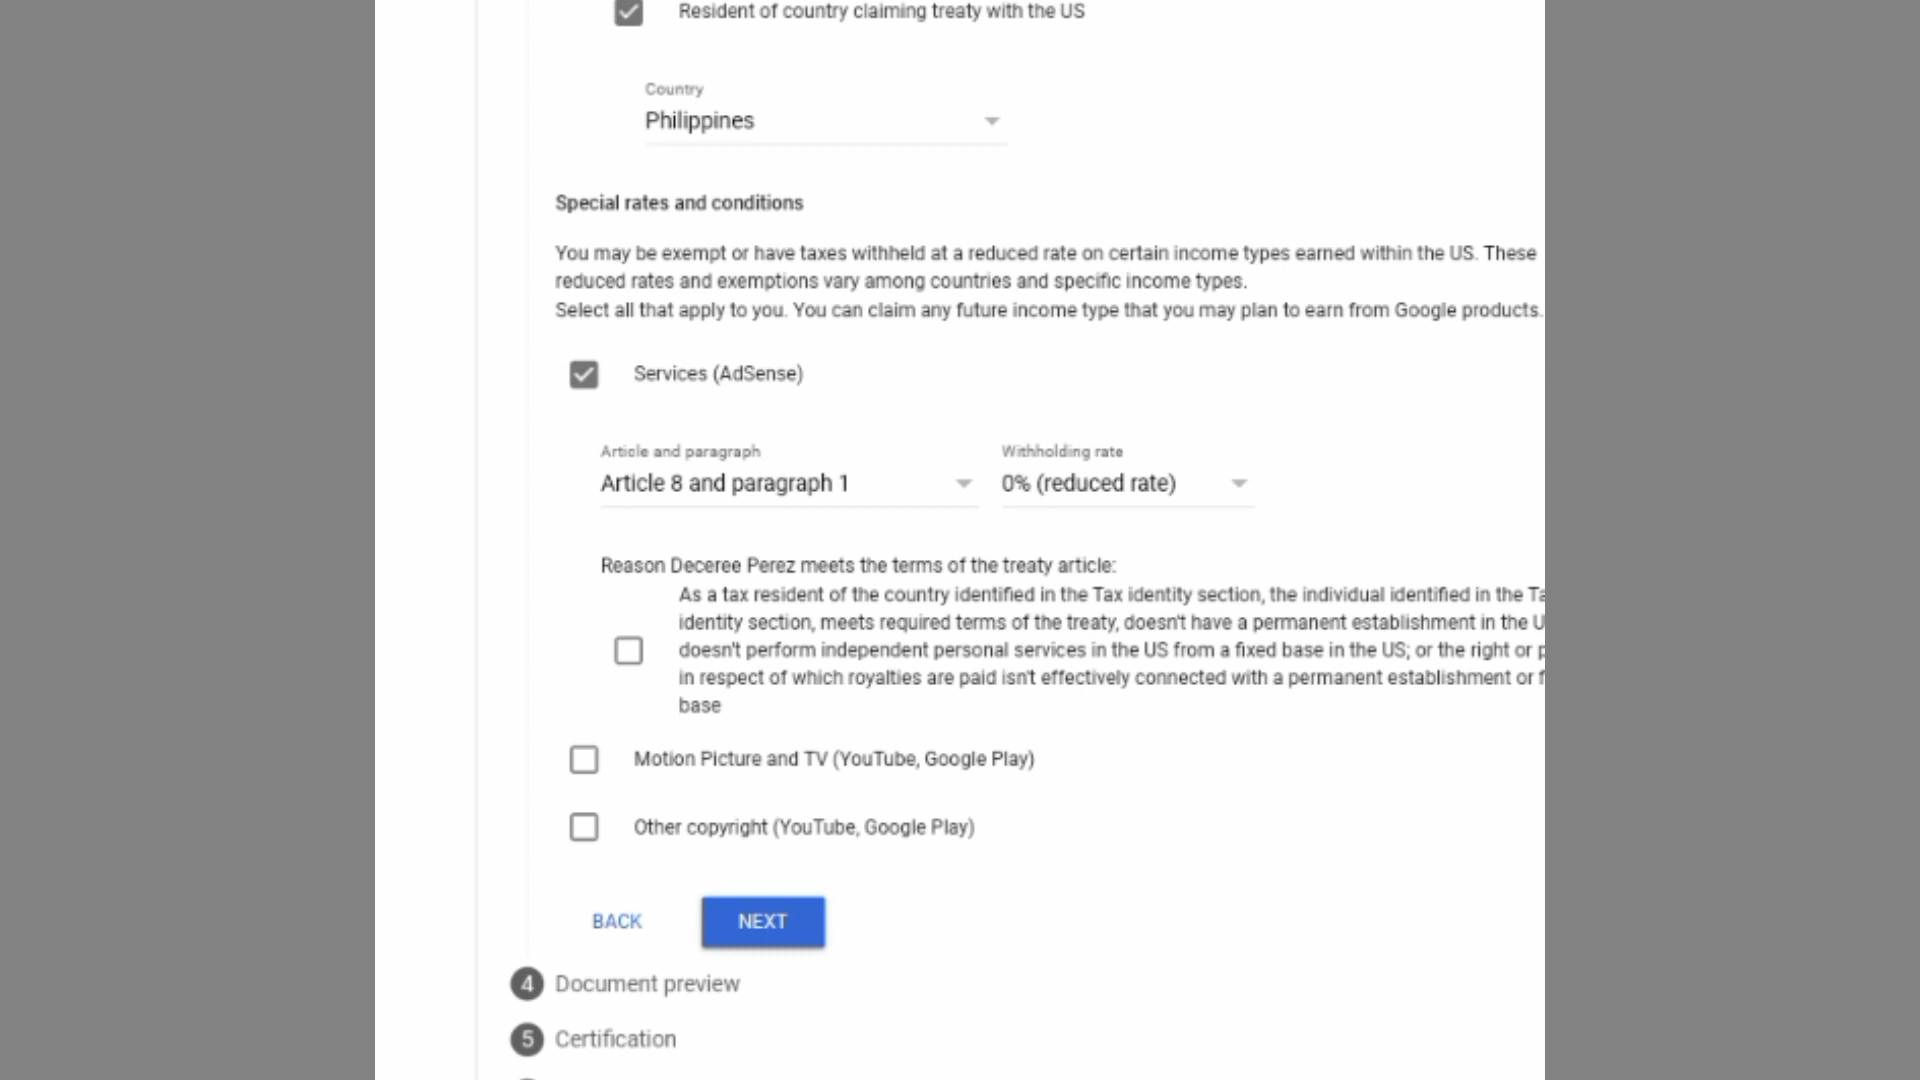 Resident of country claiming treaty with the US
Country
Philippines
Special rates and conditions
You may be exempt or have taxes withheld at a reduced rate on certain income types earned within the US. These
reduced rates and exemptions vary among countries and specific income types.
Select all that apply to you. You can claim any future income type that you may plan to earn from Google products.
Services (AdSense)
Article and paragraph
Withholding rate
Article 8 and paragraph 1
0% (reduced rate)
Reason Deceree Perez meets the terms of the treaty article:
As a tax resident of the country identified in the Tax identity section, the individual identified in the Ta
identity section, meets required terms of the treaty, doesn't have a permanent establishment in the U
doesn't perform independent personal services in the US from a fixed base in the US; or the right or p
in respect of which royalties are paid isn't effectively connected with a permanent establishment or f
base
Motion Picture and TV (YouTube, Google Play)
Other copyright (YouTube, Google Play)
BACK
NEXT
4 Document preview
5 Certification